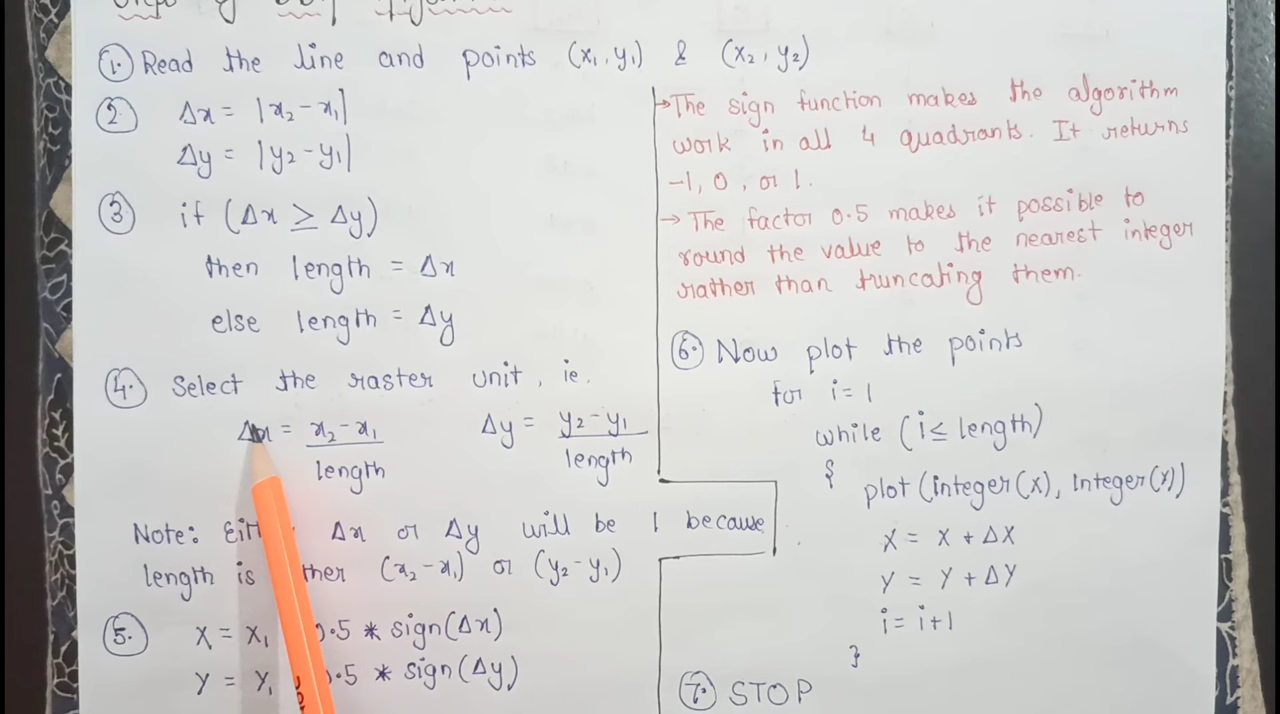 ① Read the line and points (x₁, y₁) & (x₂, y₂)
② Δx = |x₂ - x₁|
Δy = |y₂ - y₁|
③ if (Δx ≥ Δy)
then length = Δx
else length = Δy
④ Select the raster unit, ie.
Δx = (x₂ - x₁) / length Δy = (y₂ - y₁) / length
Note: Δx or Δy will be 1 because
length is (x₂ - x₁) or (y₂ - y₁)
⑤ X = X₁ 0.5 * sign(Δx)
Y = Y₁ 0.5 * sign(Δy)
→ The sign function makes the algorithm
work in all 4 quadrants. It returns
-1, 0, or 1.
→ The factor 0.5 makes it possible to
round the value to the nearest integer
rather than truncating them.
⑥ Now plot the points
for i = 1
while (i ≤ length)
{
plot (integer(X), Integer(Y))
X = X + ΔX
Y = Y + ΔY
i = i+1
}
⑦ STOP